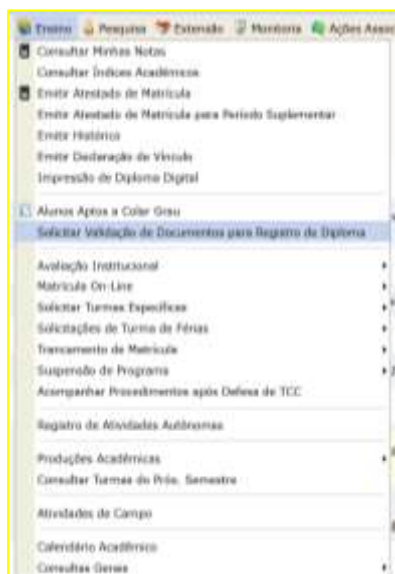 Ensino Pesquisa Extensão Monitoria Ações Assoc
Consultar Minhas Notas
Consultar Índices Acadêmicos
Emitir Atestado de Matrícula
Emitir Atestado de Matrícula para Período Suplementar
Emitir Histórico
Emitir Declaração de Vínculo
Impressão de Diploma Digital
Alunos Aptos a Colar Grau
Solicitar Validação de Documentos para Registro de Diploma
Avaliação Institucional
Matrícula On-Line
Solicitar Turmas Específicas
Solicitações de Turma de Férias
Trancamento de Matrícula
Suspensão de Programa
Acompanhar Procedimentos após Defesa de TCC
Registro de Atividades Autônomas
Produções Acadêmicas
Consultar Turmas do Próx. Semestre
Atividades de Campo
Calendário Acadêmico
Consultas Gerais